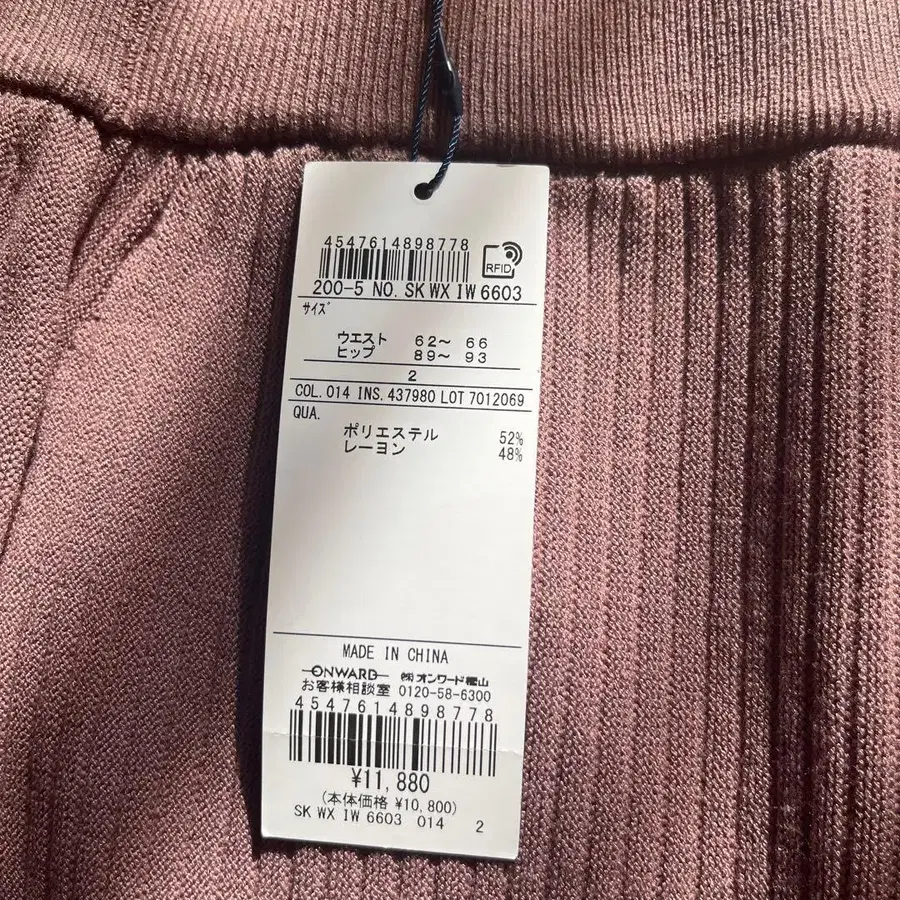 4547614898778
RFID
200-5 NO. SK WX IW 6603
サイズ
ウエスト 62～ 66
ヒップ 89～ 93
2
COL. 014 INS. 437980 LOT 7012069
QUA.
ポリエステル 52%
レーヨン 48%
MADE IN CHINA
ONWARD ㈱オンワード樫山
お客様相談室 0120-58-6300
4547614898778
¥11,880
(本体価格 ¥10,800)
SK WX IW 6603 014 2